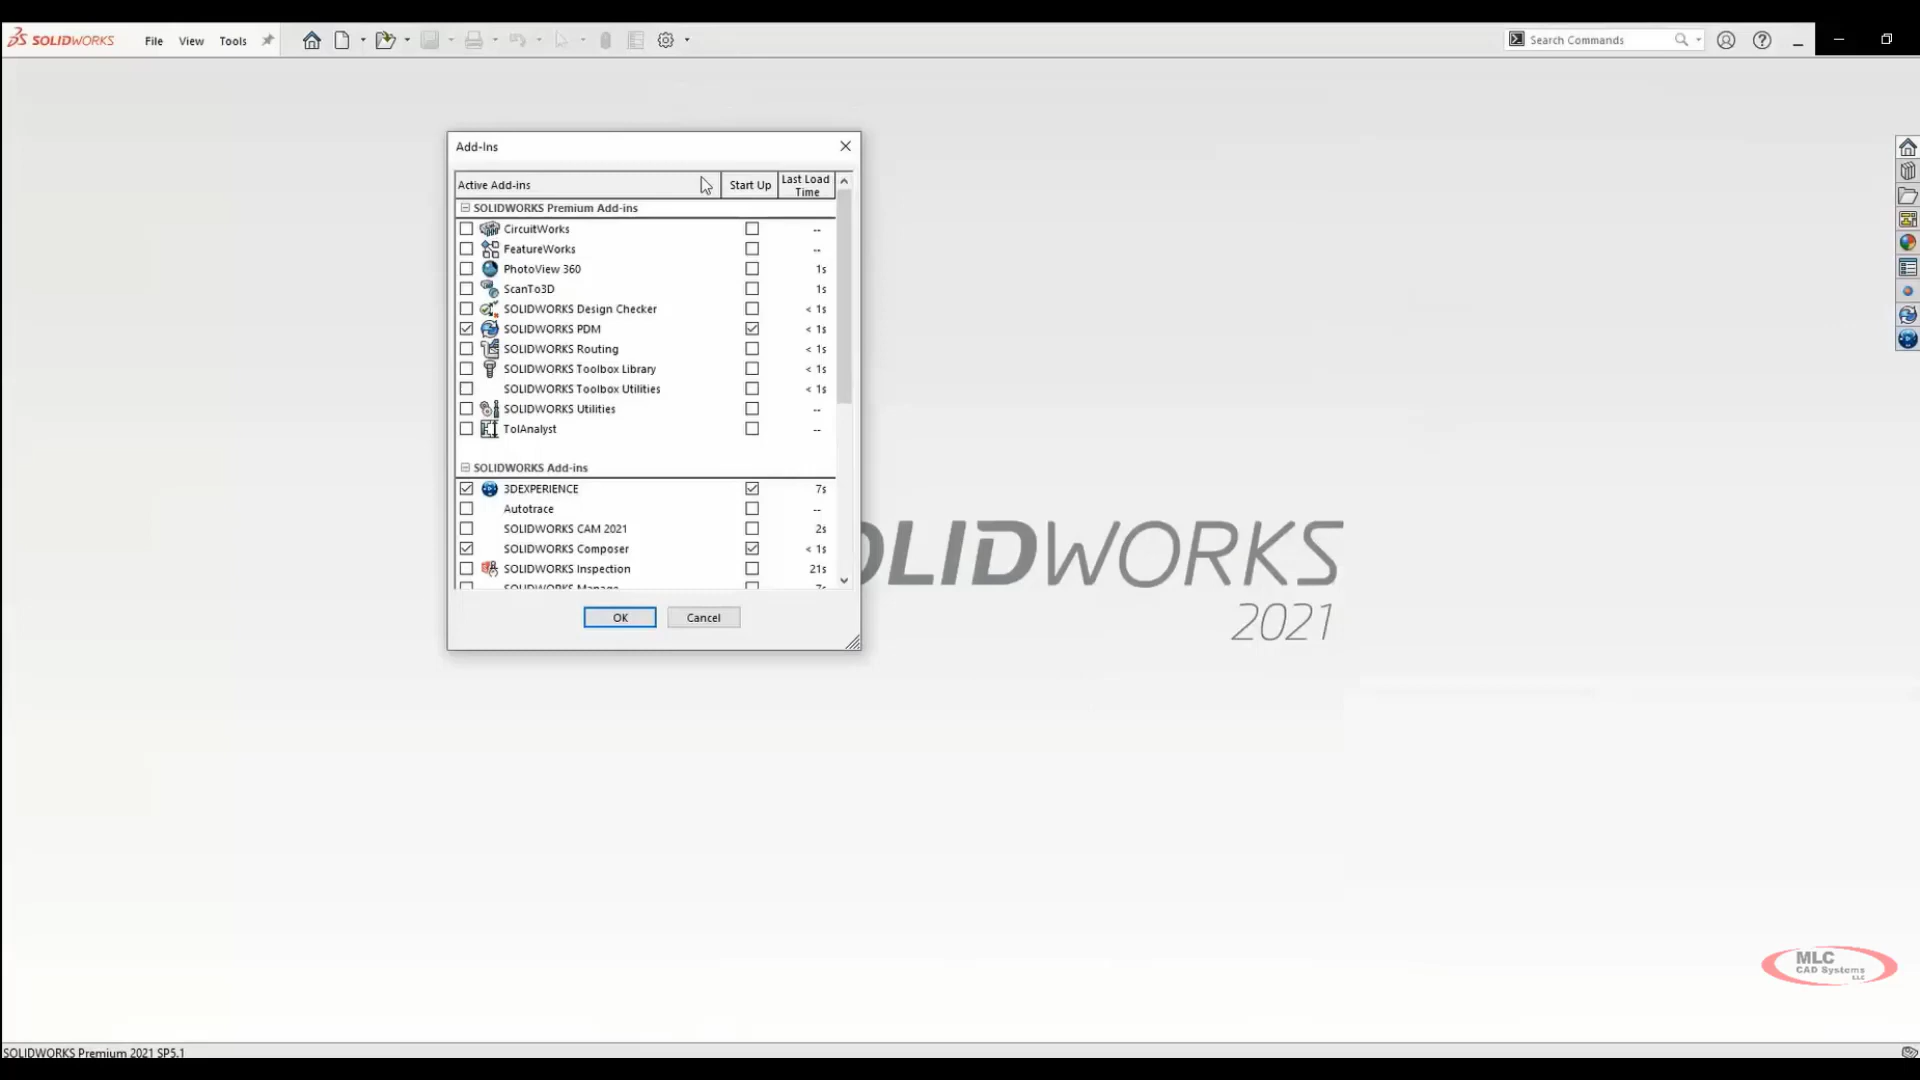 SOLIDWORKS File View Tools Search Commands
Add-Ins
Active Add-ins Start Up Last Load Time
SOLIDWORKS Premium Add-ins
CircuitWorks --
FeatureWorks --
PhotoView 360 1s
ScanTo3D 1s
SOLIDWORKS Design Checker < 1s
SOLIDWORKS PDM < 1s
SOLIDWORKS Routing < 1s
SOLIDWORKS Toolbox Library < 1s
SOLIDWORKS Toolbox Utilities < 1s
SOLIDWORKS Utilities --
TolAnalyst --
SOLIDWORKS Add-ins
3DEXPERIENCE 7s
Autotrace --
SOLIDWORKS CAM 2021 2s
SOLIDWORKS Composer < 1s
SOLIDWORKS Inspection 21s
SOLIDWORKS Manage 7s
OK Cancel
OLIDWORKS
2021
MLC
CAD Systems
LLC
SOLIDWORKS Premium 2021 SP5.1